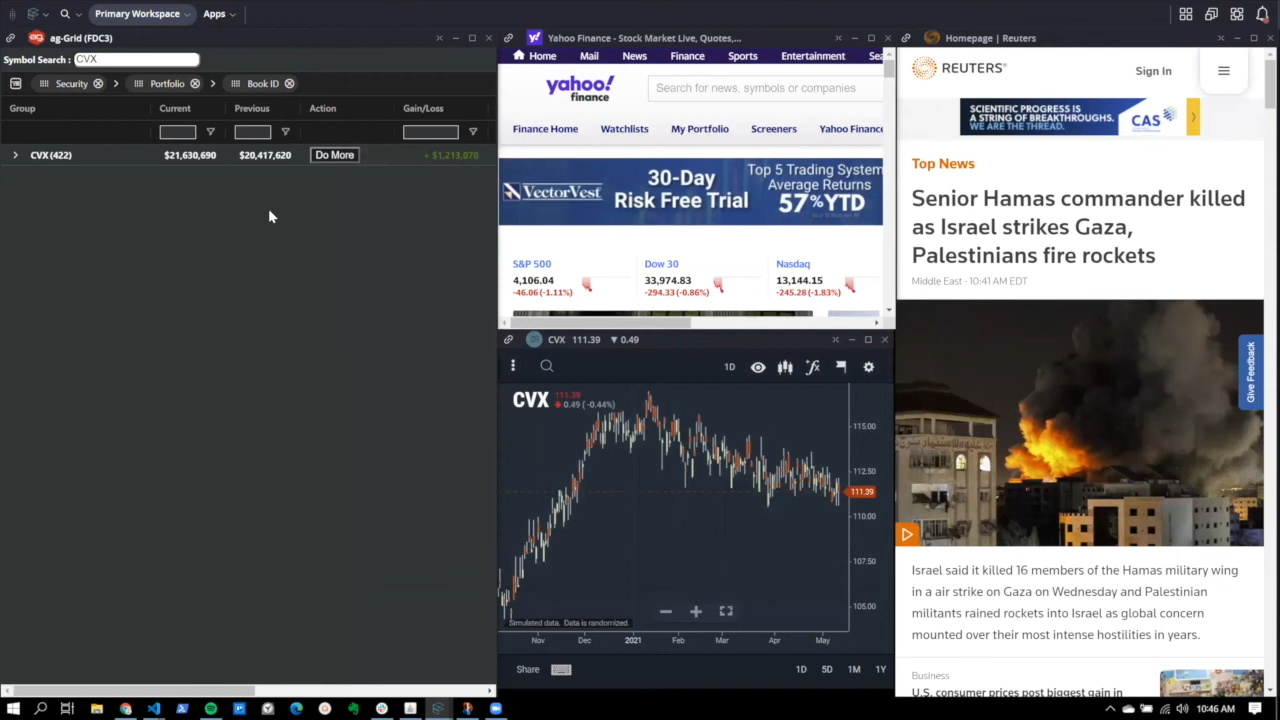 Primary Workspace
Apps
ag-Grid (FDC3)
Symbol Search : CVX
Security
Portfolio
Book ID
Group Current Previous Action Gain/Loss
CVX (422) $21,630,690 $20,417,620 Do More + $1,213,070
Yahoo Finance - Stock Market Live, Quotes,...
Home Mail News Finance Sports Entertainment Sea
yahoo!
finance
Search for news, symbols or companies
Finance Home Watchlists My Portfolio Screeners Yahoo Finance
VectorVest
30-Day
Risk Free Trial
Top 5 Trading System
Average Returns
57% YTD
S&P 500 Dow 30 Nasdaq
4,106.04 33,974.83 13,144.15
-46.06 (-1.11%) -294.33 (-0.86%) -245.28 (-1.83%)
CVX 111.39 ▼ 0.49
1D
CVX 111.39
0.49 ( -0.44%)
115.00
112.50
111.39
110.00
107.50
105.00
Simulated data. Data is randomized.
Nov Dec 2021 Feb Mar Apr May
Share 1D 5D 1M 1Y
Homepage | Reuters
REUTERS®
Sign In
SCIENTIFIC PROGRESS IS
A STRING OF BREAKTHROUGHS.
WE ARE THE THREAD.
CAS
Top News
Senior Hamas commander killed
as Israel strikes Gaza,
Palestinians fire rockets
Middle East · 10:41 AM EDT
Give Feedback
Israel said it killed 16 members of the Hamas military wing
in a air strike on Gaza on Wednesday and Palestinian
militants rained rockets into Israel as global concern
mounted over their most intense hostilities in years.
Business
U.S. consumer prices post biggest gain in
10:46 AM